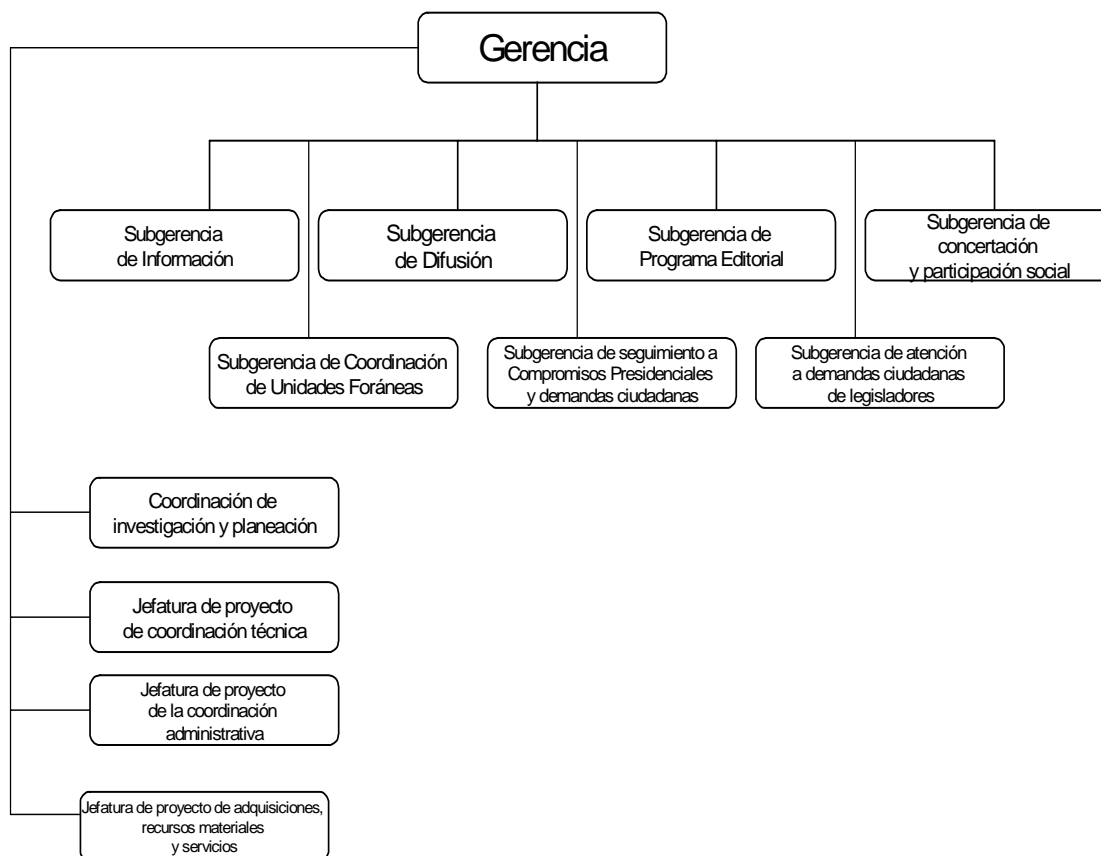 Gerencia
Subgerencia
de Información
Subgerencia
de Difusión
Subgerencia de
Programa Editorial
Subgerencia de
concertación
y participación social
Subgerencia de Coordinación
de Unidades Foráneas
Subgerencia de seguimiento a
Compromisos Presidenciales
y demandas ciudadanas
Subgerencia de atención
a demandas ciudadanas
de legisladores
Coordinación de
investigación y planeación
Jefatura de proyecto
de coordinación técnica
Jefatura de proyecto
de la coordinación
administrativa
Jefatura de proyecto de adquisiciones,
recursos materiales
y servicios